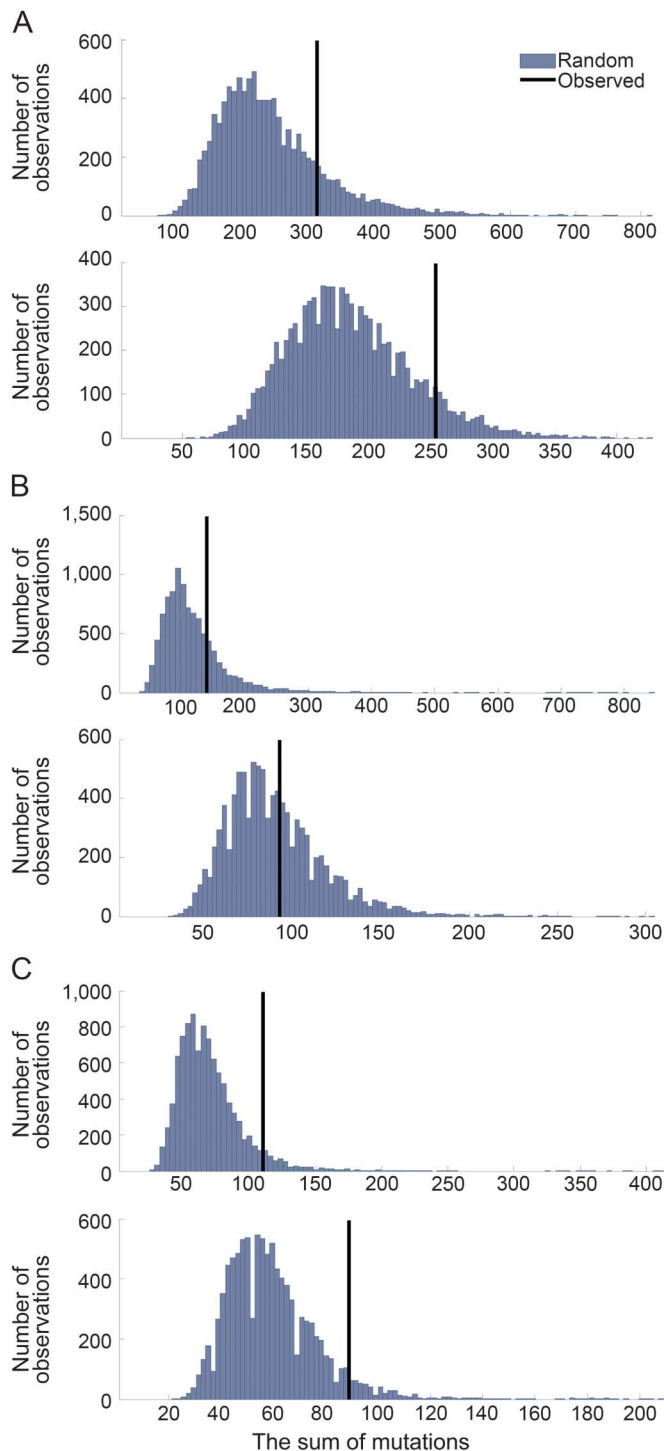 A
Number of
observations
600
400
200
0
Random
Observed
100 200 300 400 500 600 700 800
Number of
observations
400
300
200
100
0
50 100 150 200 250 300 350 400
B
Number of
observations
1,500
1,000
500
0
100 200 300 400 500 600 700 800
Number of
observations
600
400
200
0
50 100 150 200 250 300
C
Number of
observations
1,000
800
600
400
200
0
50 100 150 200 250 300 350 400
Number of
observations
600
400
200
0
20 40 60 80 100 120 140 160 180 200
The sum of mutations